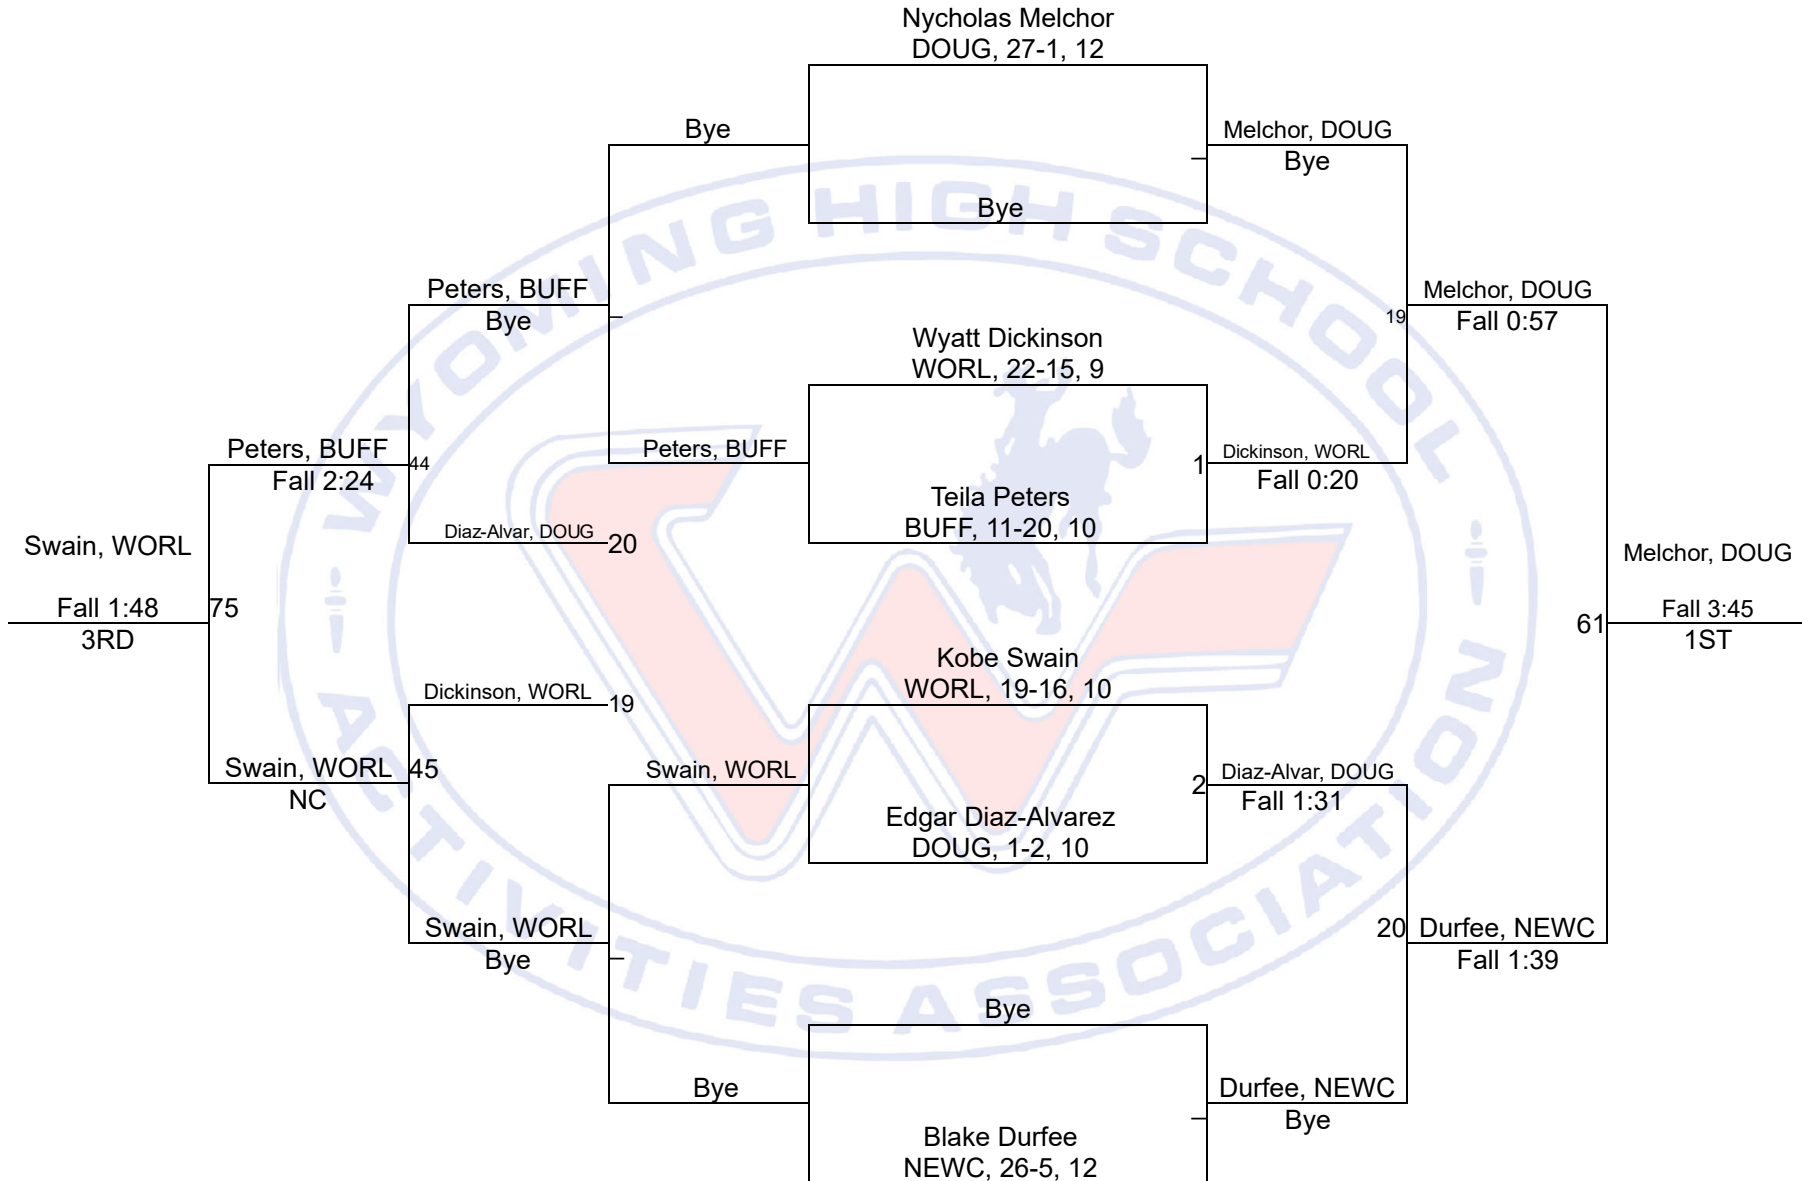 Nycholas Melchor
DOUG, 27-1, 12
Bye
Melchor, DOUG
Bye
Bye
Peters, BUFF
Bye
Melchor, DOUG
19
Fall 0:57
Wyatt Dickinson
WORL, 22-15, 9
Peters, BUFF
44
Fall 2:24
Peters, BUFF
1
Dickinson, WORL
Fall 0:20
Teila Peters
BUFF, 11-20, 10
Diaz-Alvar, DOUG
20
Swain, WORL
Fall 1:48
75
3RD
Melchor, DOUG
61
Fall 3:45
1ST
Kobe Swain
WORL, 19-16, 10
Dickinson, WORL
19
Swain, WORL
45
NC
Swain, WORL
2
Diaz-Alvar, DOUG
Fall 1:31
Edgar Diaz-Alvarez
DOUG, 1-2, 10
Swain, WORL
Bye
20
Durfee, NEWC
Fall 1:39
Bye
Bye
Durfee, NEWC
Bye
Blake Durfee
NEWC, 26-5, 12
WYOMING HIGH SCHOOL
ACTIVITIES ASSOCIATION